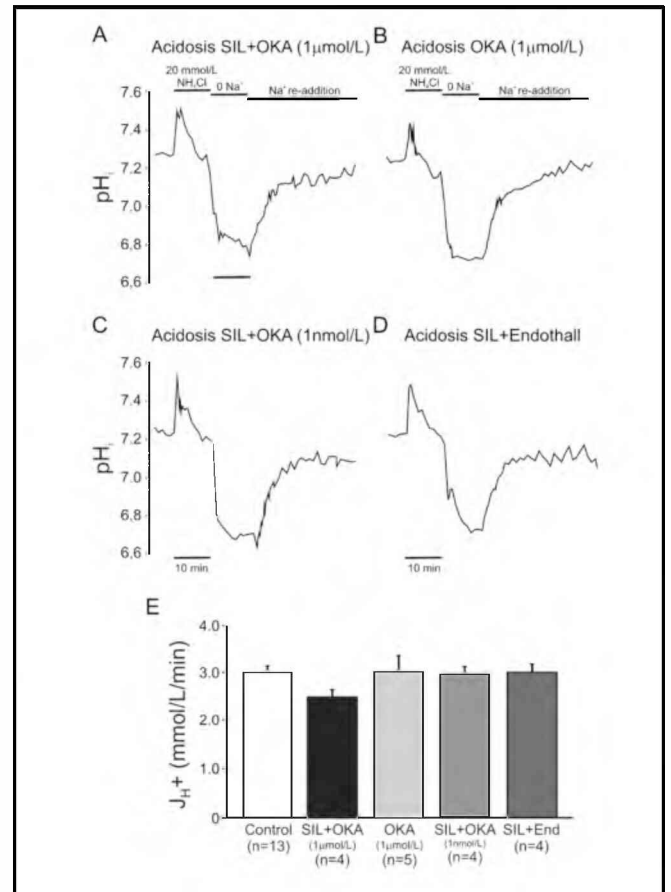 A Acidosis SIL+OKA (1μmol/L)
20 mmol/L
NH₄Cl 0 Na⁺ Na⁺ re-addition
7.6
7.4
7.2
7.0
6.8
6,6
pHᵢ
B Acidosis OKA (1μmol/L)
20 mmol/L
NH₄Cl 0 Na⁺ Na⁺ re-addition
C Acidosis SIL+OKA (1nmol/L)
7.6
7.4
7.2
7.0
6.8
6,6
pHᵢ
10 min
D Acidosis SIL+Endothall
10 min
E
J_H+ (mmol/L/min)
4.0
3.0
2.0
1.0
0
Control SIL+OKA OKA SIL+OKA SIL+End
(n=13) (1μmol/L) (1μmol/L) (1nmol/L) (n=4)
(n=4) (n=5) (n=4)